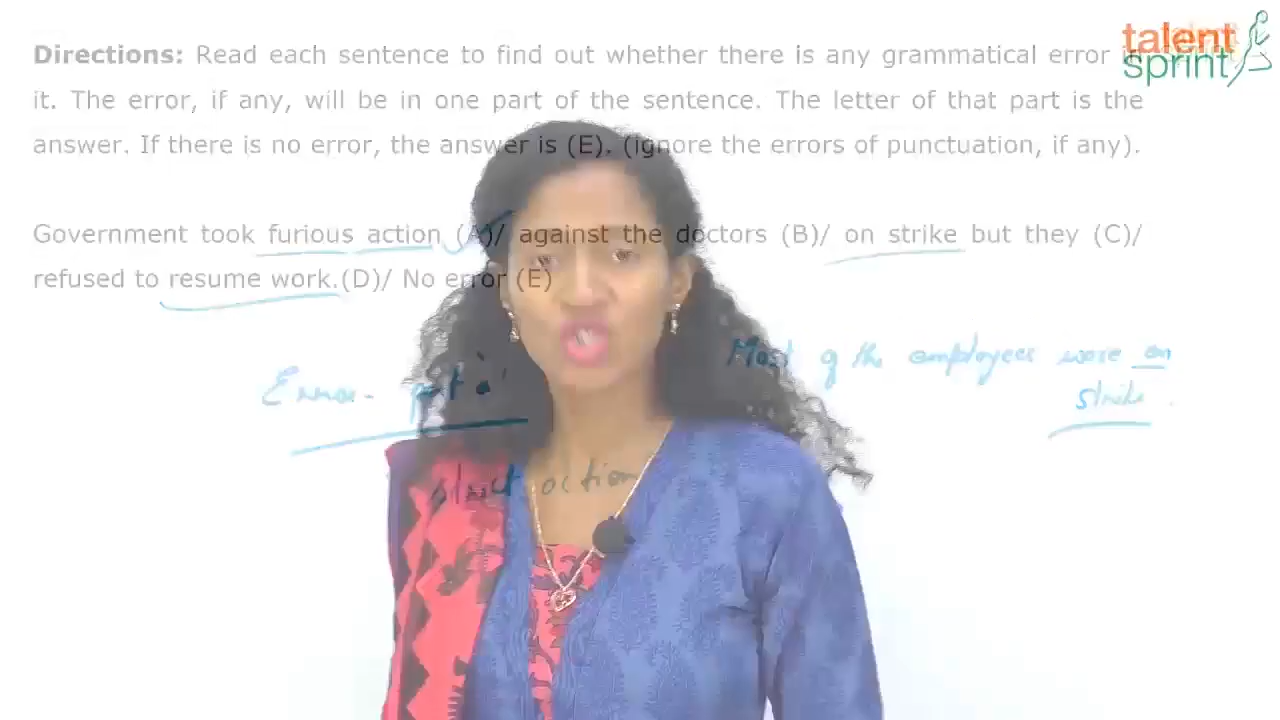 talent
sprint
Directions: Read each sentence to find out whether there is any grammatical error in
it. The error, if any, will be in one part of the sentence. The letter of that part is the
answer. If there is no error, the answer is (E). (ignore the errors of punctuation, if any).
Government took furious action (A)/ against the doctors (B)/ on strike but they (C)/
refused to resume work.(D)/ No error (E)
Most of the employees were on
strike.
Error - part 'a'
strict action